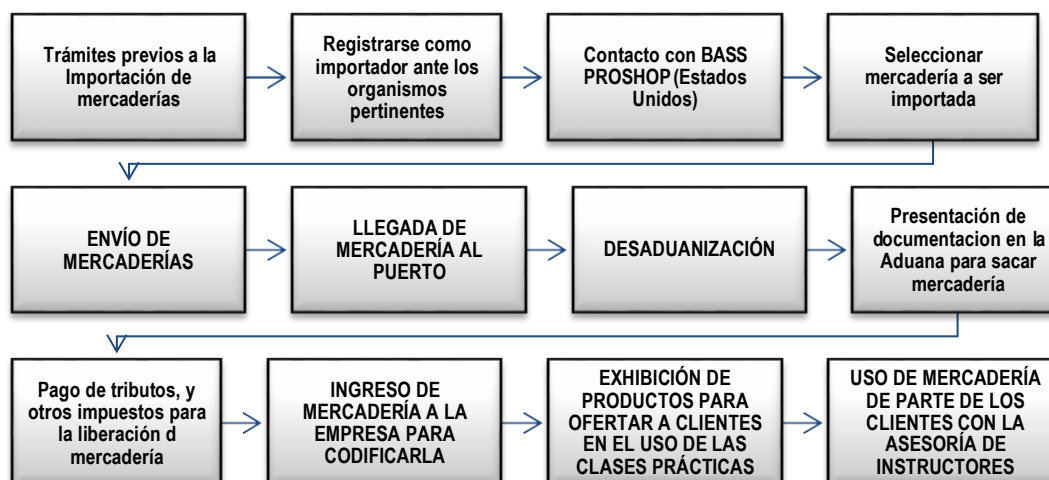 Trámites previos a la
Importación de
mercaderías
Registrarse como
importador ante los
organismos
pertinentes
Contacto con BASS
PROSHOP (Estados
Unidos)
Seleccionar
mercadería a ser
importada
ENVÍO DE
MERCADERÍAS
LLEGADA DE
MERCADERÍA AL
PUERTO
DESADUANIZACIÓN
Presentación de
documentacion en la
Aduana para sacar
mercadería
Pago de tributos, y
otros impuestos para
la liberación d
mercadería
INGRESO DE
MERCADERÍA A LA
EMPRESA PARA
CODIFICARLA
EXHIBICIÓN DE
PRODUCTOS PARA
OFERTAR A CLIENTES
EN EL USO DE LAS
CLASES PRÁCTICAS
USO DE MERCADERÍA
DE PARTE DE LOS
CLIENTES CON LA
ASESORÍA DE
INSTRUCTORES